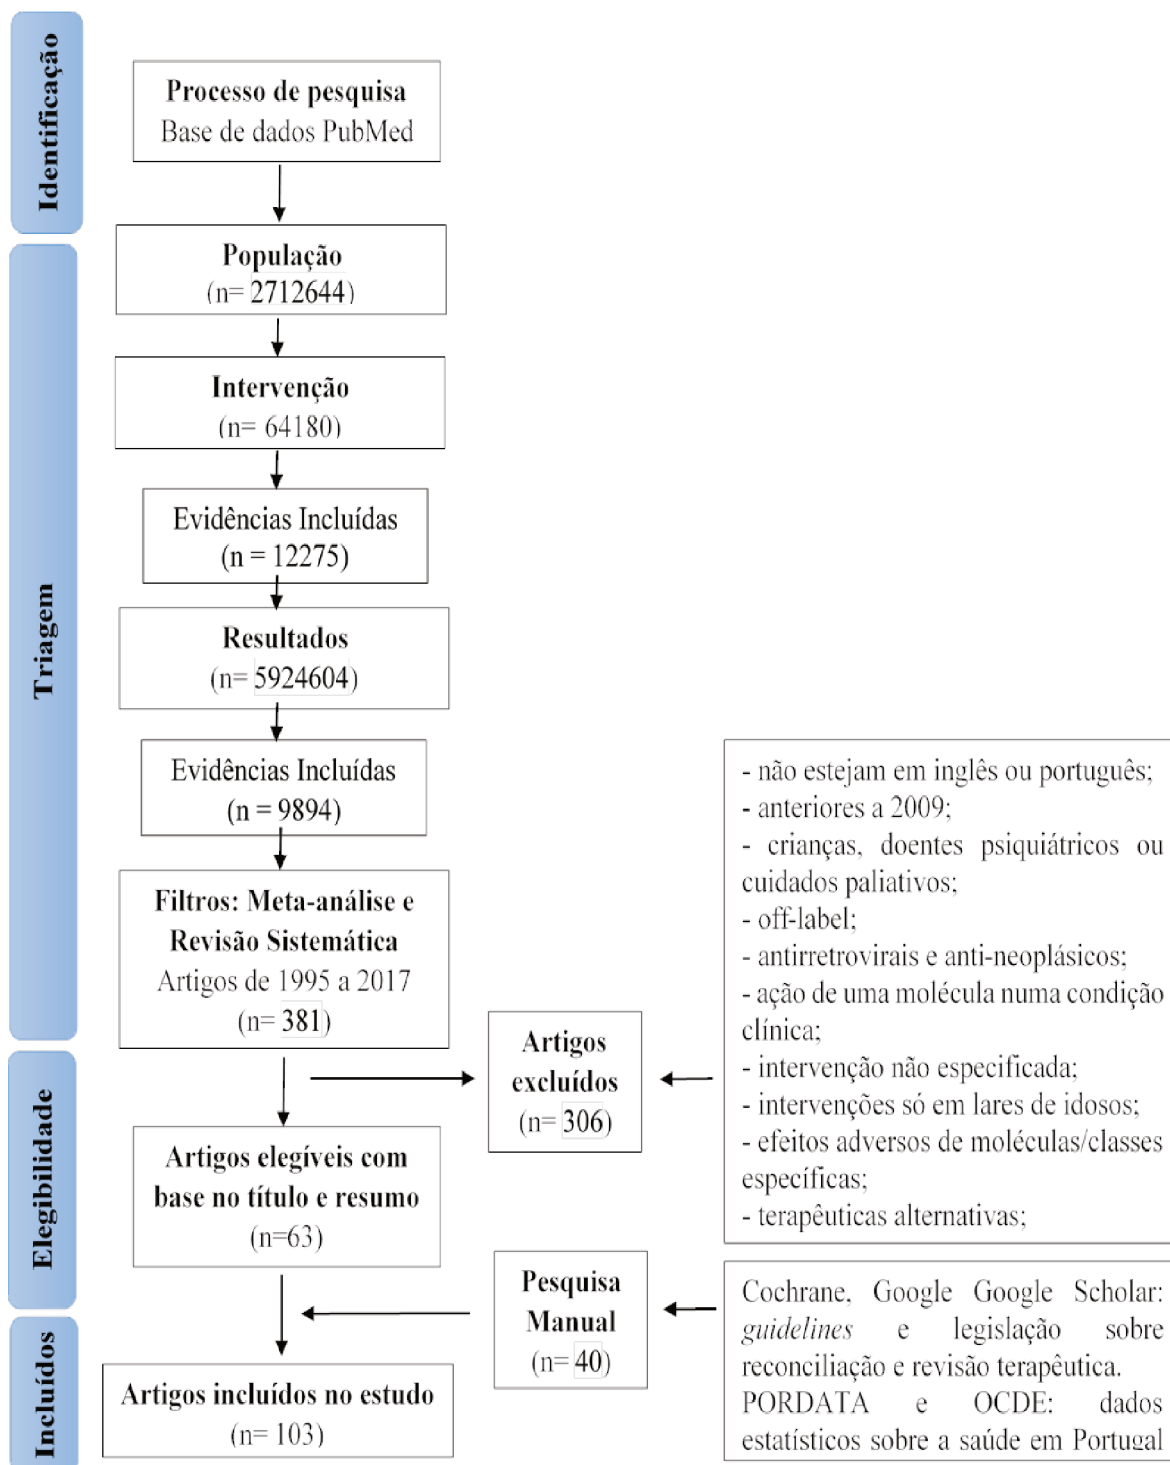 Identificação
Processo de pesquisa
Base de dados PubMed
Triagem
População
(n= 2712644)
Intervenção
(n= 64180)
Evidências Incluídas
(n = 12275)
Resultados
(n= 5924604)
Evidências Incluídas
(n = 9894)
Filtros: Meta-análise e
Revisão Sistemática
Artigos de 1995 a 2017
(n= 381)
- não estejam em inglês ou português;
- anteriores a 2009;
- crianças, doentes psiquiátricos ou
cuidados paliativos;
- off-label;
- antirretrovirais e anti-neoplásicos;
- ação de uma molécula numa condição
clínica;
- intervenção não especificada;
- intervenções só em lares de idosos;
- efeitos adversos de moléculas/classes
específicas;
- terapêuticas alternativas;
Artigos
excluídos
(n= 306)
Elegibilidade
Artigos elegíveis com
base no título e resumo
(n=63)
Pesquisa
Manual
(n= 40)
Cochrane, Google Google Scholar:
guidelines e legislação sobre
reconciliação e revisão terapêutica.
PORDATA e OCDE: dados
estatísticos sobre a saúde em Portugal
Incluídos
Artigos incluídos no estudo
(n= 103)